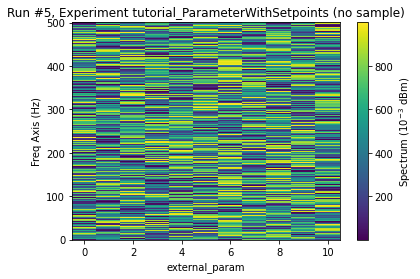 Run #5, Experiment tutorial_ParameterWithSetpoints (no sample)
500
400
300
200
100
0
Freq Axis (Hz)
0 2 4 6 8 10
external_param
800
600
400
200
Spectrum (10⁻³ dBm)